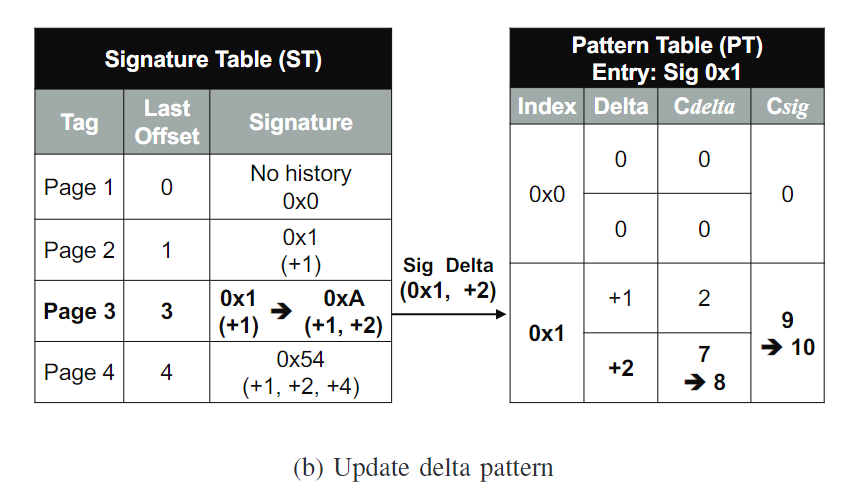 Signature Table (ST)
Tag
Last
Offset
Signature
Page 1
0
No history
0x0
Page 2
1
0x1
(+1)
Page 3
3
0x1 ➔ 0xA
(+1) (+1, +2)
Page 4
4
0x54
(+1, +2, +4)
Sig Delta
(0x1, +2)
Pattern Table (PT)
Entry: Sig 0x1
Index
Delta
Cdelta
Csig
0x0
0
0
0
0
0
0x1
+1
2
+2
7
➔ 8
9
➔ 10
(b) Update delta pattern